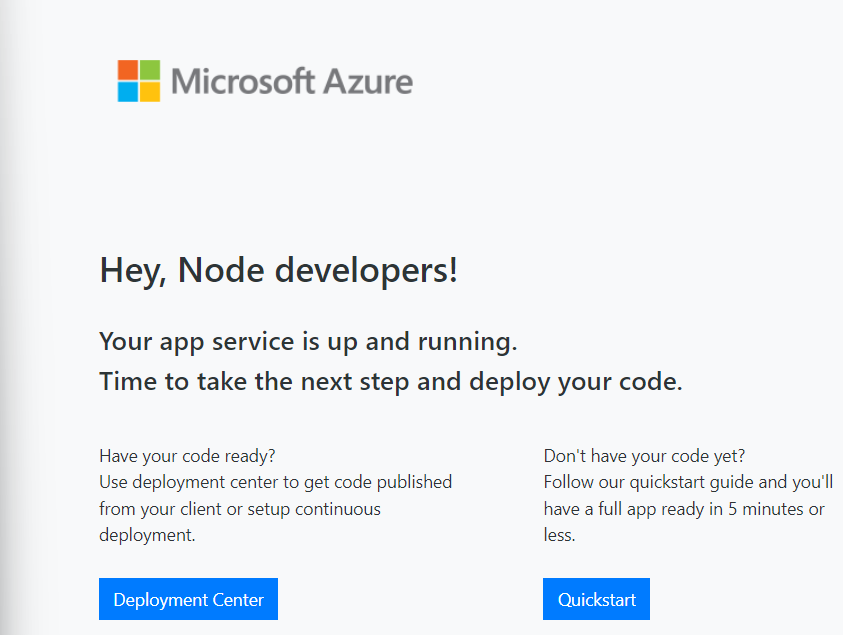 Microsoft Azure
Hey, Node developers!
Your app service is up and running.
Time to take the next step and deploy your code.
Have your code ready?
Use deployment center to get code published
from your client or setup continuous
deployment.
Deployment Center
Don't have your code yet?
Follow our quickstart guide and you'll
have a full app ready in 5 minutes or
less.
Quickstart